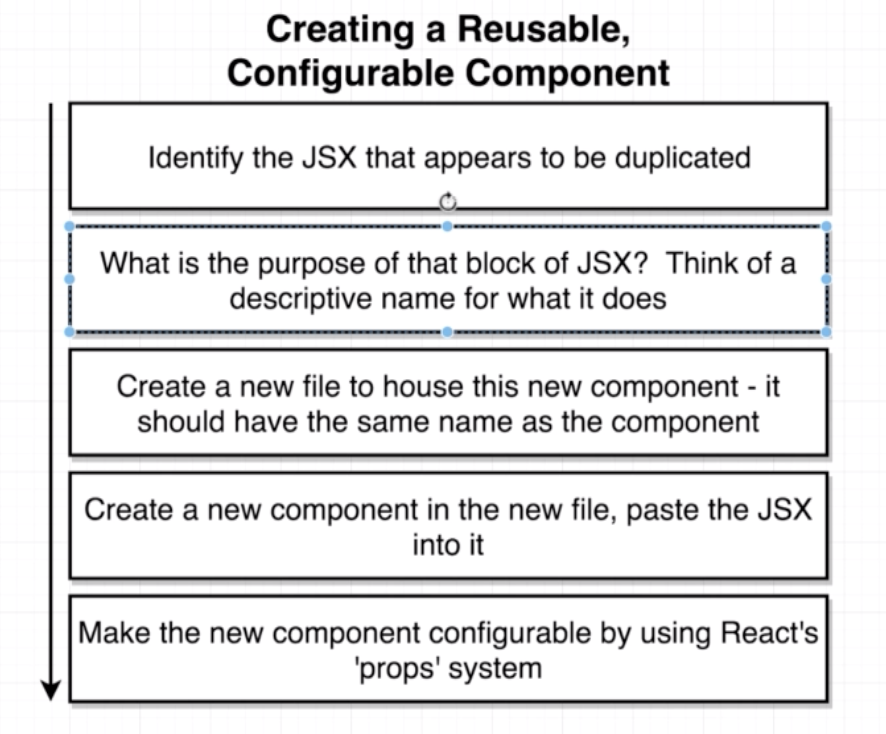 Creating a Reusable,
Configurable Component
Identify the JSX that appears to be duplicated
What is the purpose of that block of JSX?  Think of a
descriptive name for what it does
Create a new file to house this new component - it
should have the same name as the component
Create a new component in the new file, paste the JSX
into it
Make the new component configurable by using React's
'props' system